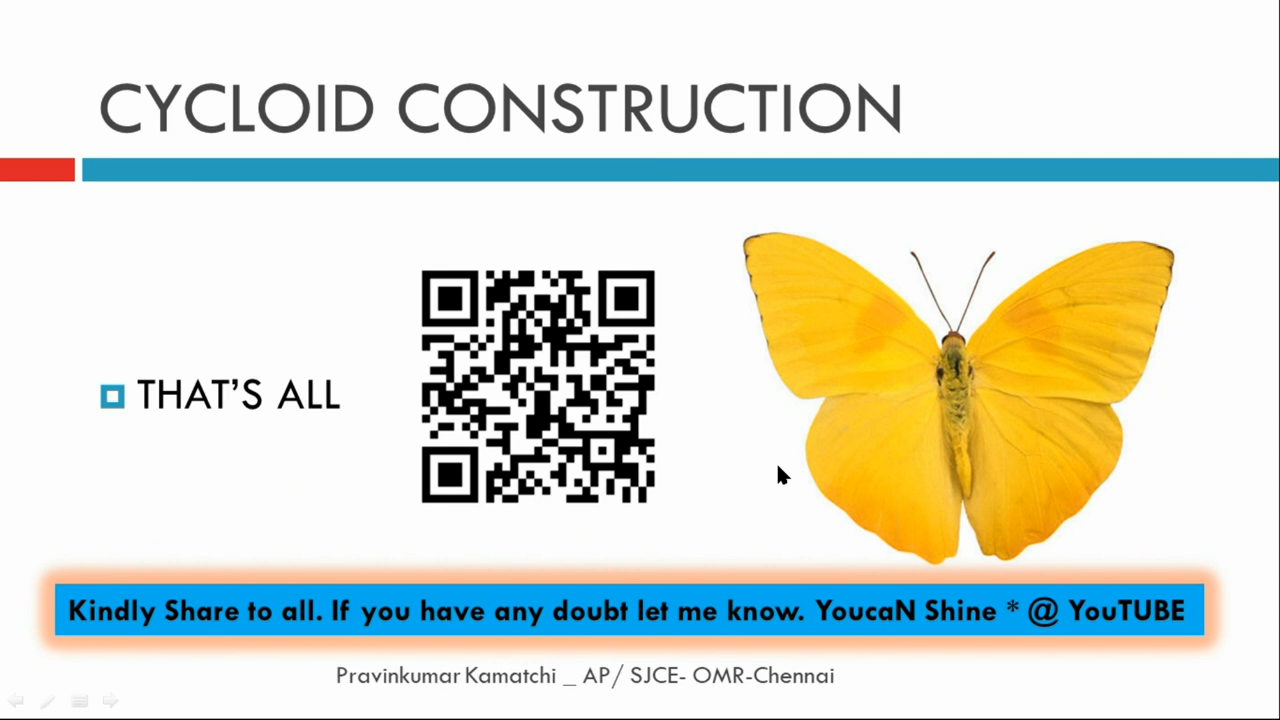 CYCLOID CONSTRUCTION
THAT’S ALL
Kindly Share to all. If you have any doubt let me know. YoucaN Shine * @ YouTUBE
Pravinkumar Kamatchi _ AP/ SJCE- OMR-Chennai